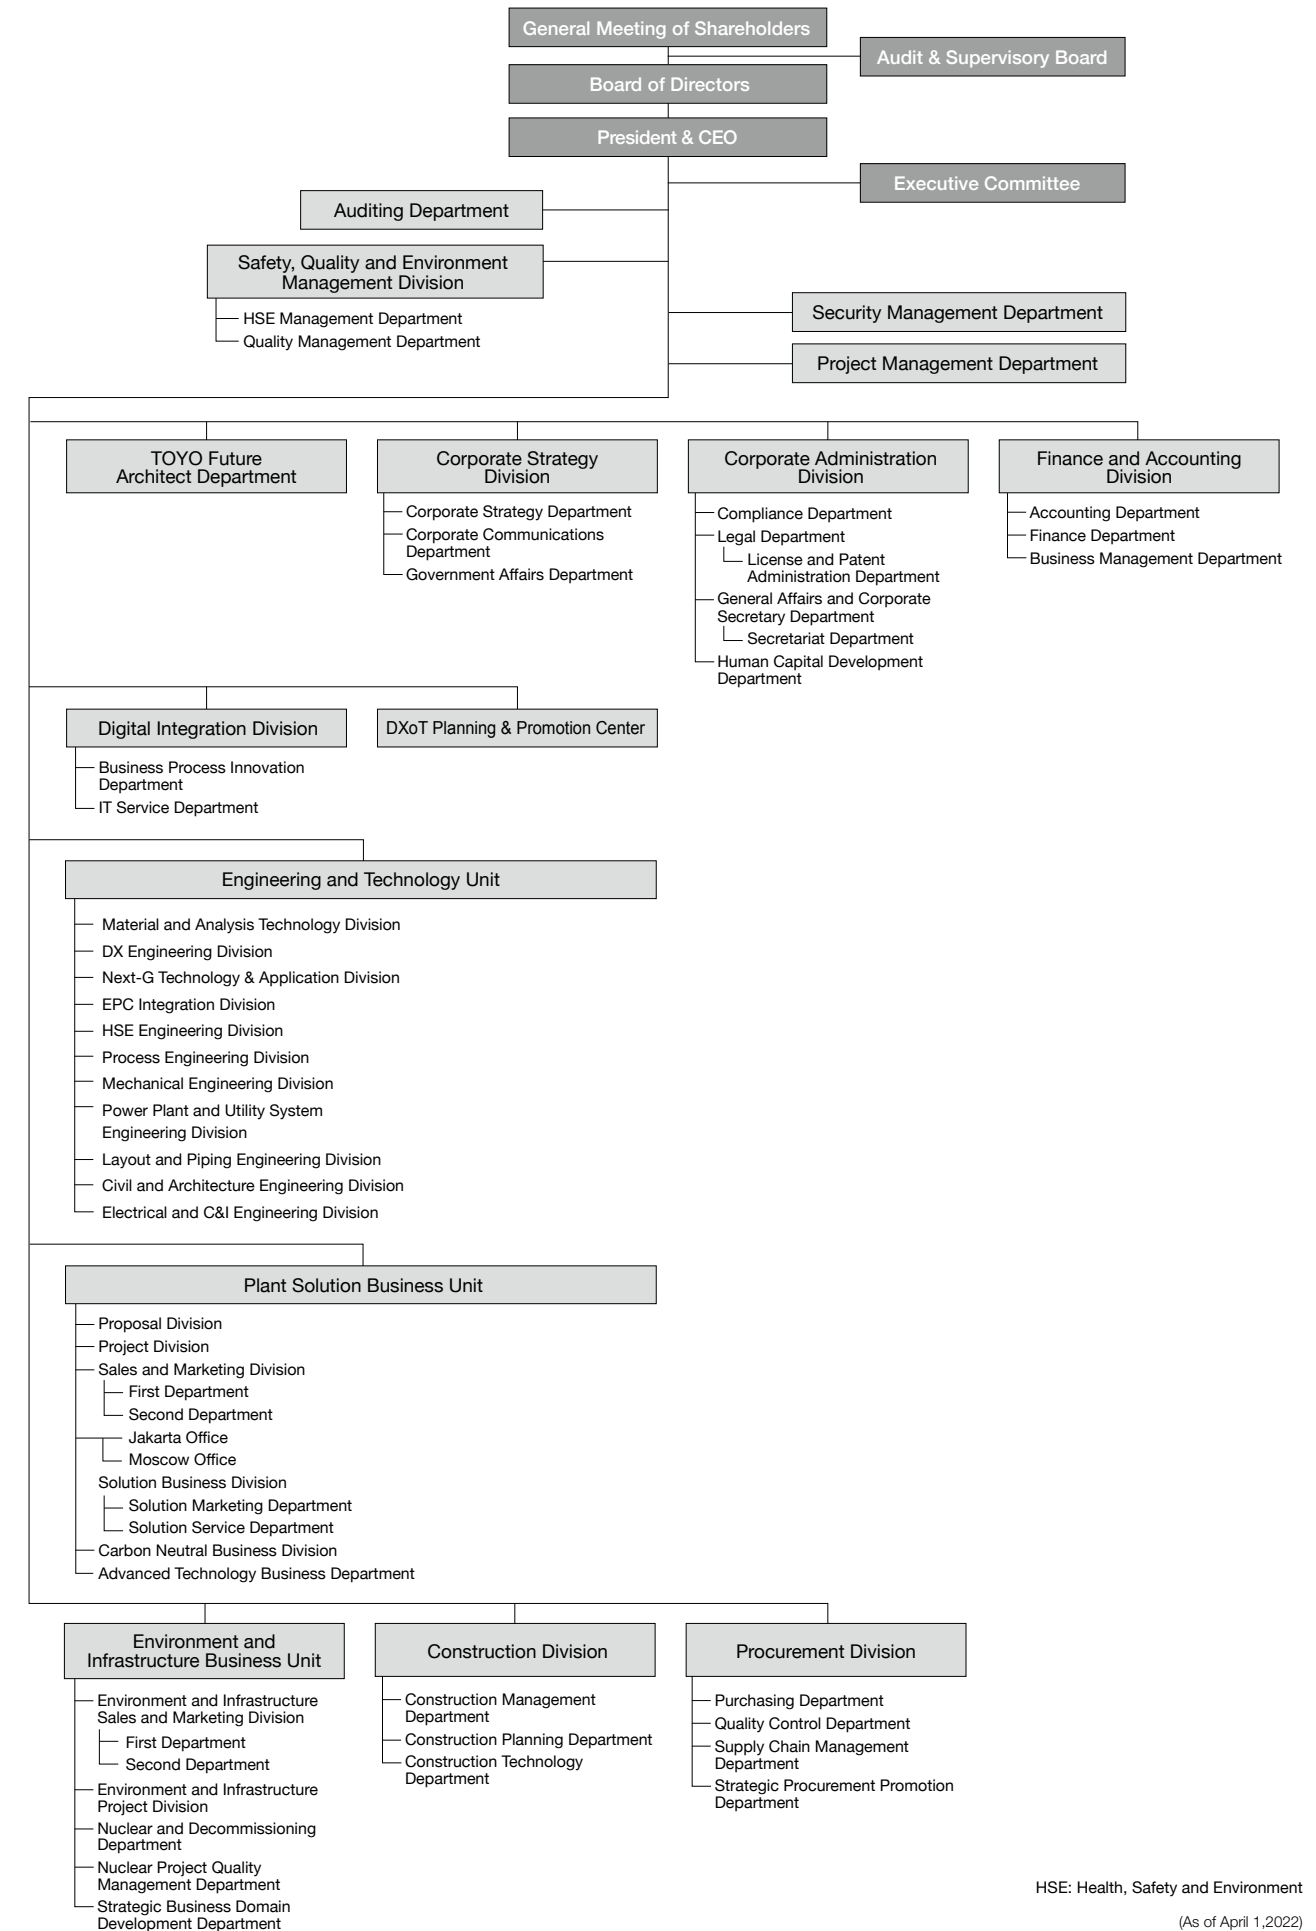 General Meeting of Shareholders
Audit & Supervisory Board
Board of Directors
President & CEO
Executive Committee
Auditing Department
Safety, Quality and Environment
Management Division
HSE Management Department
Quality Management Department
Security Management Department
Project Management Department
TOYO Future
Architect Department
Corporate Strategy
Division
Corporate Strategy Department
Corporate Communications
Department
Government Affairs Department
Corporate Administration
Division
Compliance Department
Legal Department
License and Patent
Administration Department
General Affairs and Corporate
Secretary Department
Secretariat Department
Human Capital Development
Department
Finance and Accounting
Division
Accounting Department
Finance Department
Business Management Department
Digital Integration Division
Business Process Innovation
Department
IT Service Department
DXoT Planning & Promotion Center
Engineering and Technology Unit
Material and Analysis Technology Division
DX Engineering Division
Next-G Technology & Application Division
EPC Integration Division
HSE Engineering Division
Process Engineering Division
Mechanical Engineering Division
Power Plant and Utility System
Engineering Division
Layout and Piping Engineering Division
Civil and Architecture Engineering Division
Electrical and C&I Engineering Division
Plant Solution Business Unit
Proposal Division
Project Division
Sales and Marketing Division
First Department
Second Department
Jakarta Office
Moscow Office
Solution Business Division
Solution Marketing Department
Solution Service Department
Carbon Neutral Business Division
Advanced Technology Business Department
Environment and
Infrastructure Business Unit
Environment and Infrastructure
Sales and Marketing Division
First Department
Second Department
Environment and Infrastructure
Project Division
Nuclear and Decommissioning
Department
Nuclear Project Quality
Management Department
Strategic Business Domain
Development Department
Construction Division
Construction Management
Department
Construction Planning Department
Construction Technology
Department
Procurement Division
Purchasing Department
Quality Control Department
Supply Chain Management
Department
Strategic Procurement Promotion
Department
HSE: Health, Safety and Environment
(As of April 1,2022)